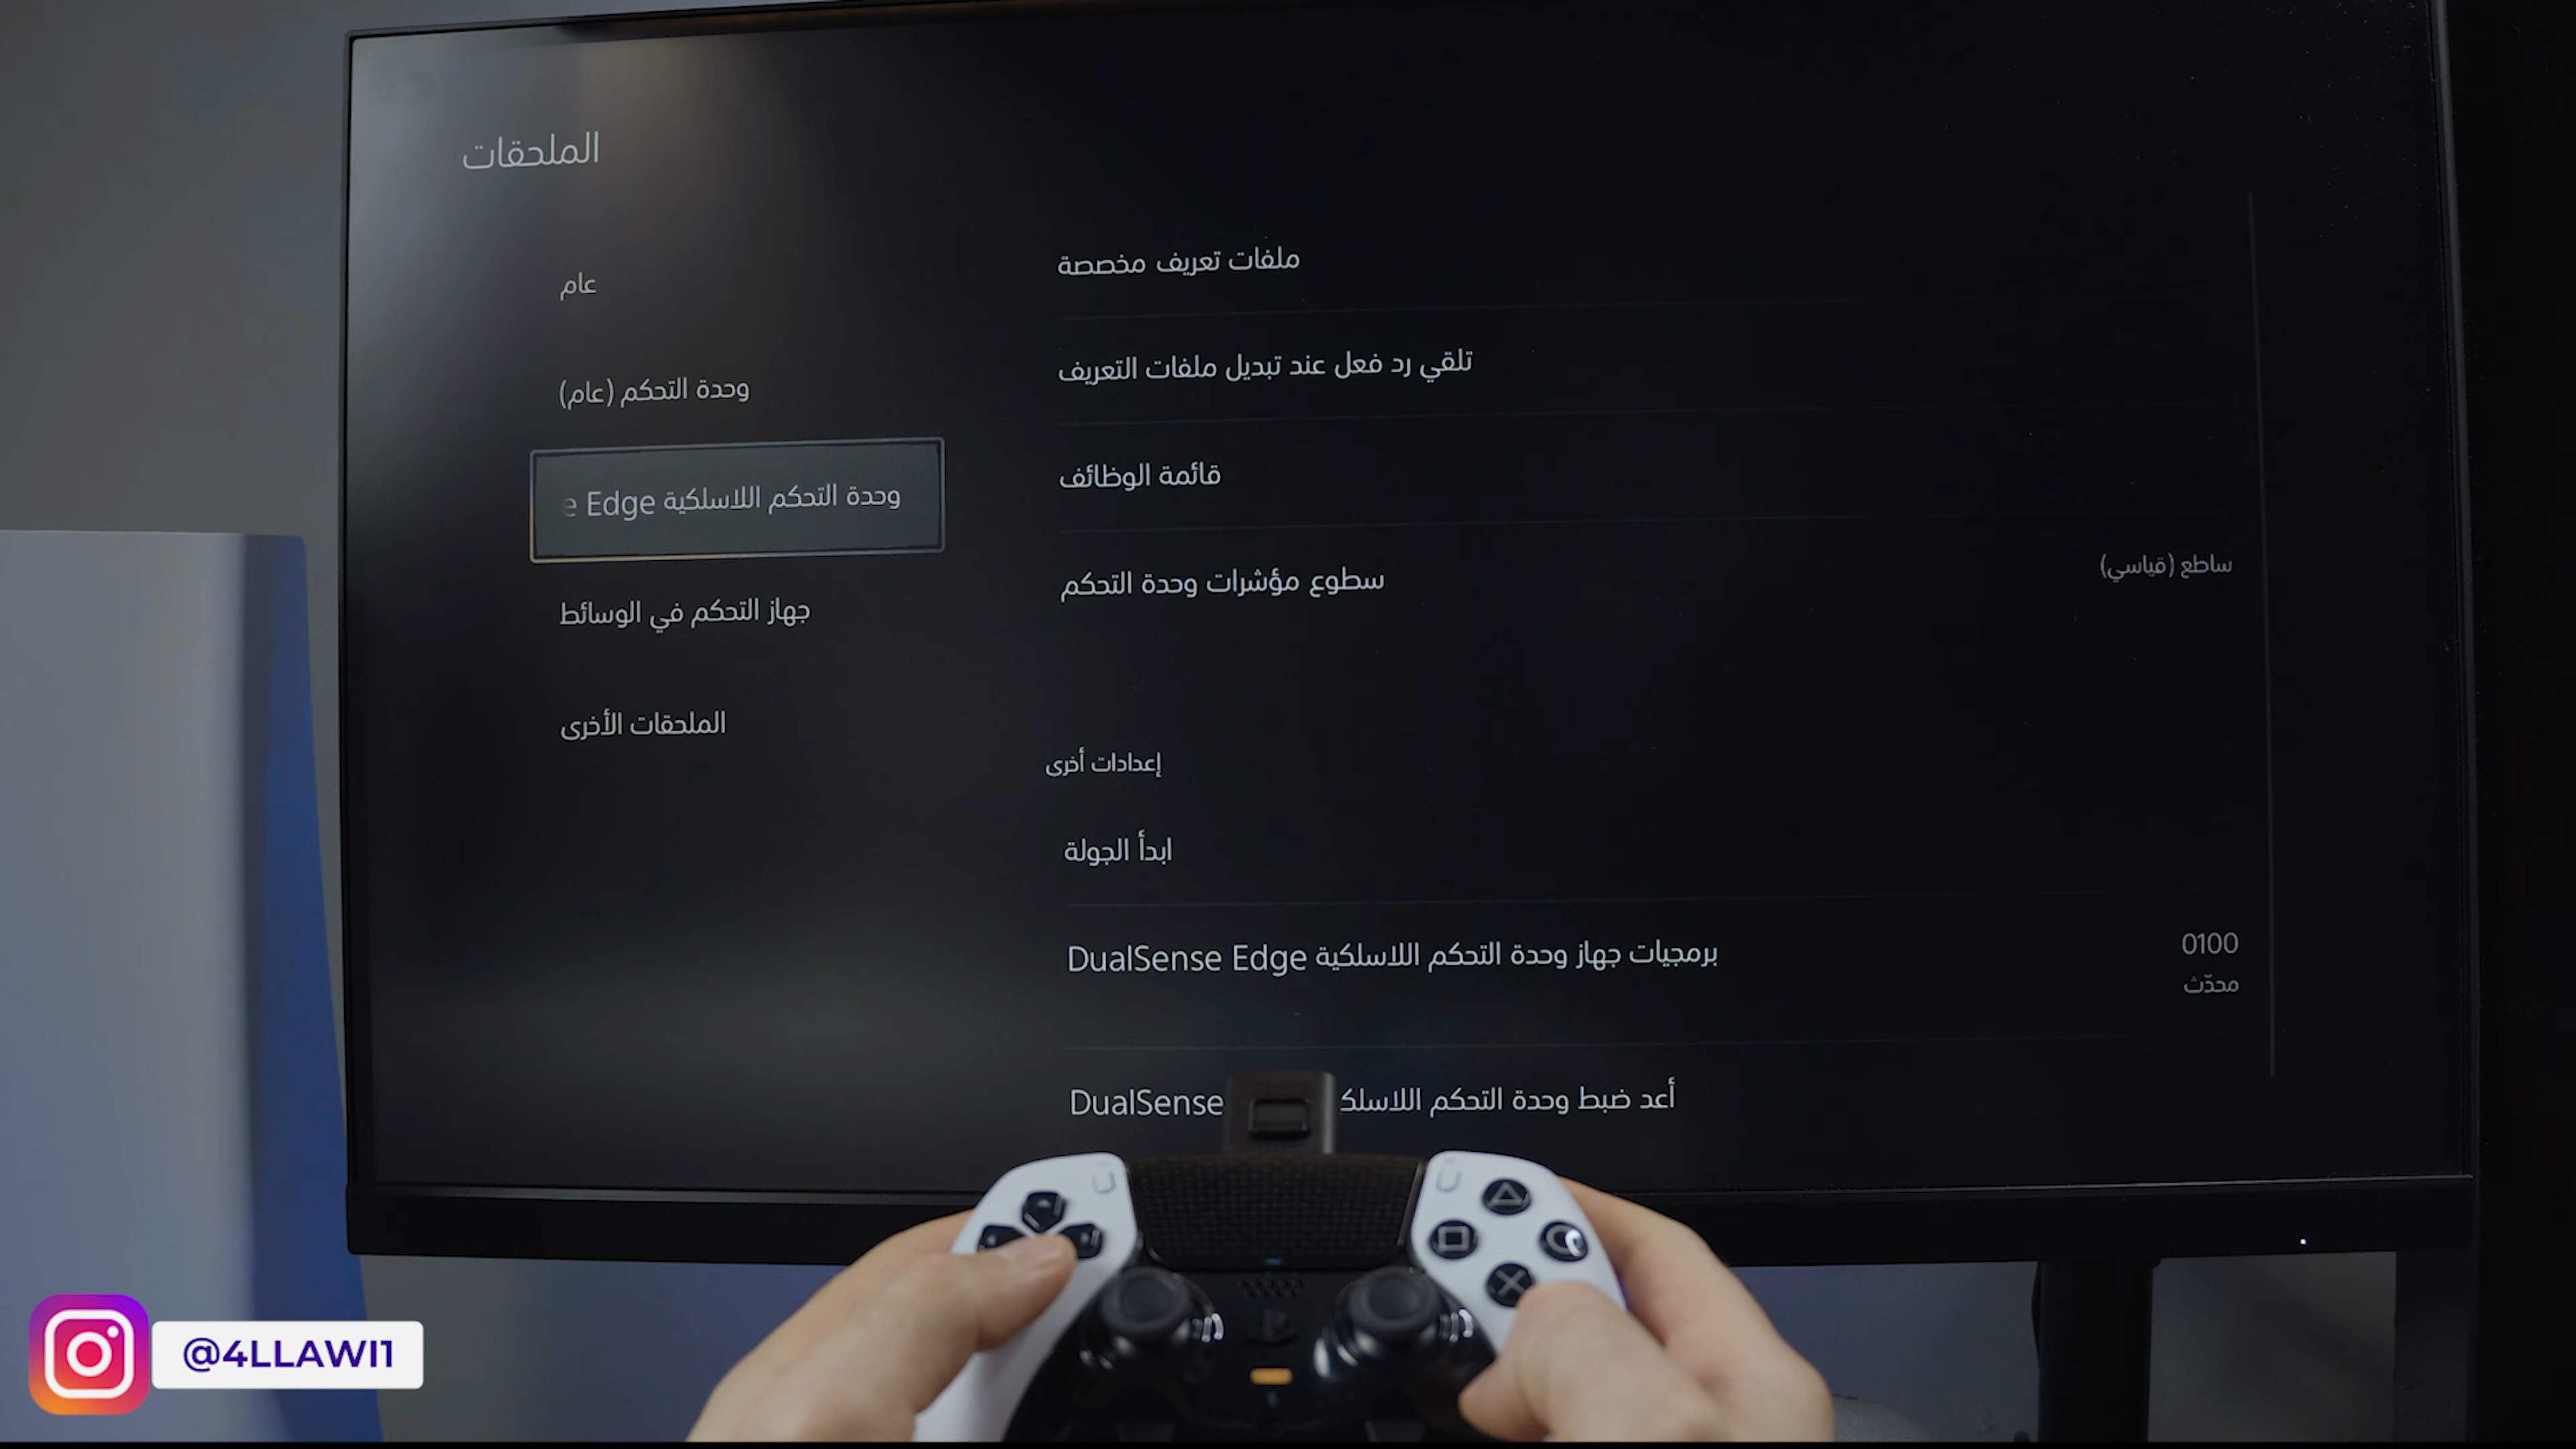 الملحقات
عام
وحدة التحكم (عام)
وحدة التحكم اللاسلكية e Edge
جهاز التحكم في الوسائط
الملحقات الأخرى
ملفات تعريف مخصصة
تلقي رد فعل عند تبديل ملفات التعريف
قائمة الوظائف
سطوع مؤشرات وحدة التحكم
ساطع (قياسي)
إعدادات أخرى
ابدأ الجولة
برمجيات جهاز وحدة التحكم اللاسلكية DualSense Edge
0100
محدّث
أعد ضبط وحدة التحكم اللاسلك DualSense
@4LLAWI1